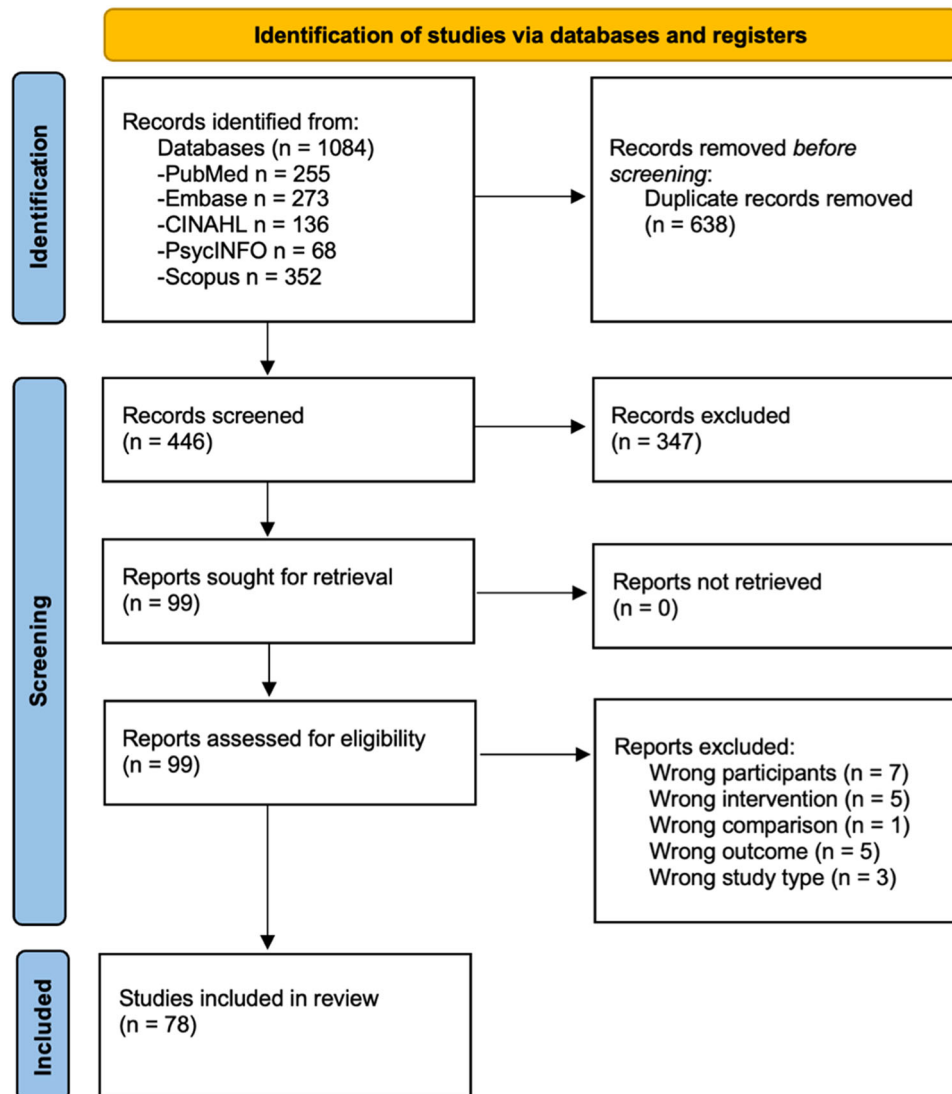 Identification of studies via databases and registers
Identification
Records identified from:
Databases (n = 1084)
-PubMed n = 255
-Embase n = 273
-CINAHL n = 136
-PsycINFO n = 68
-Scopus n = 352
Records removed before
screening:
Duplicate records removed
(n = 638)
Screening
Records screened
(n = 446)
Records excluded
(n = 347)
Reports sought for retrieval
(n = 99)
Reports not retrieved
(n = 0)
Reports assessed for eligibility
(n = 99)
Reports excluded:
Wrong participants (n = 7)
Wrong intervention (n = 5)
Wrong comparison (n = 1)
Wrong outcome (n = 5)
Wrong study type (n = 3)
Included
Studies included in review
(n = 78)